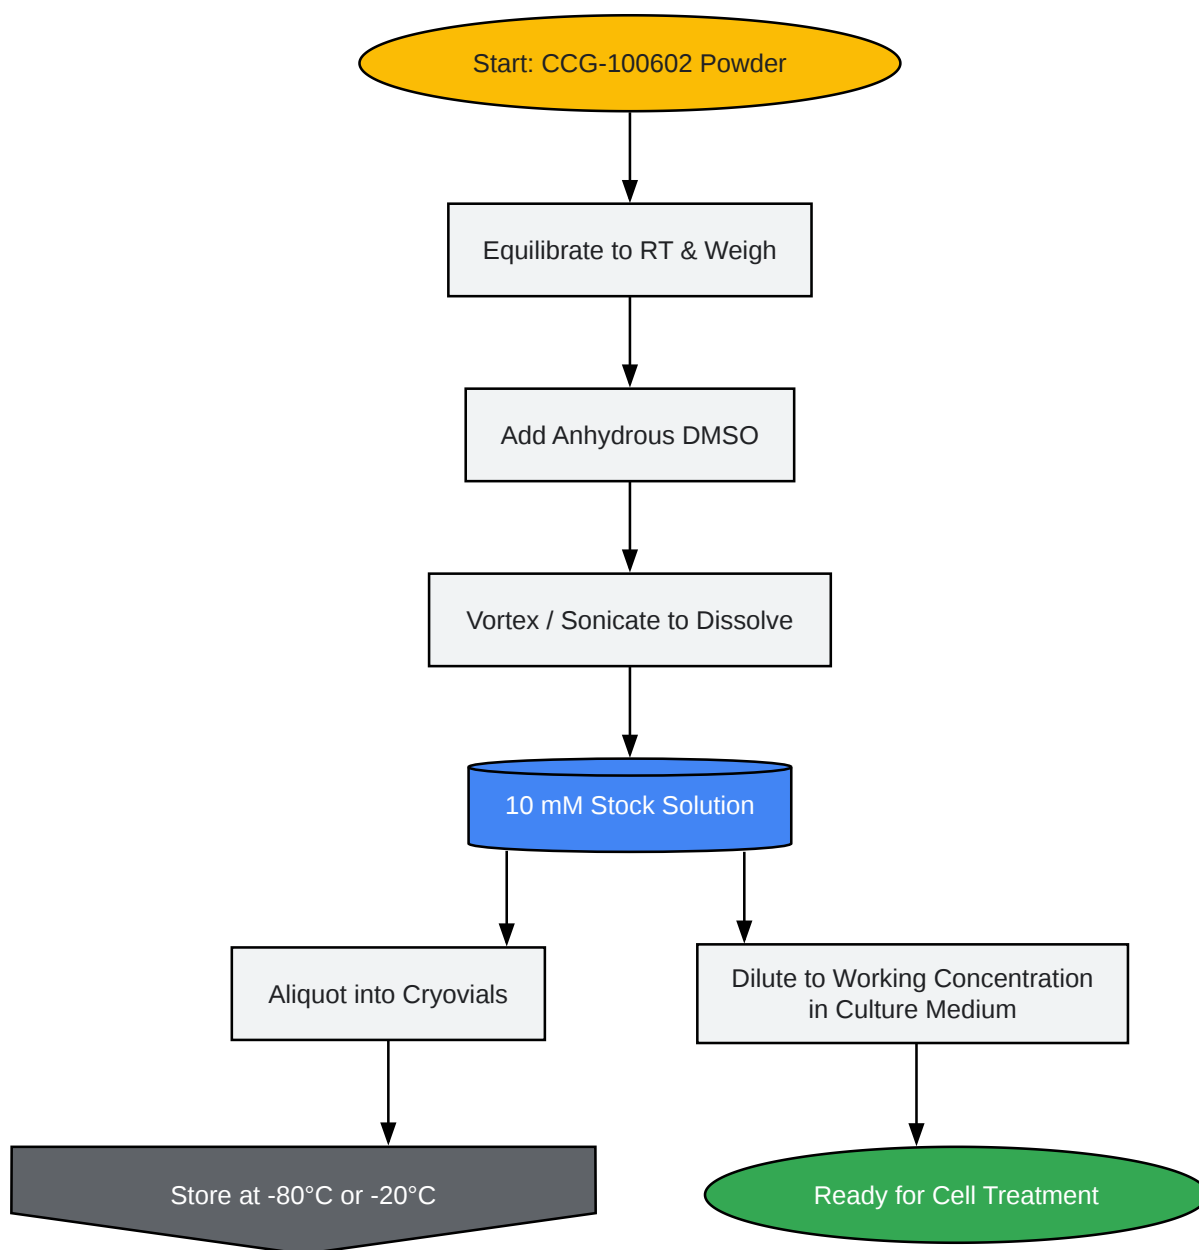 Start: CCG-100602 Powder
Equilibrate to RT & Weigh
Add Anhydrous DMSO
Vortex / Sonicate to Dissolve
10 mM Stock Solution
Aliquot into Cryovials
Dilute to Working Concentration
in Culture Medium
Store at -80°C or -20°C
Ready for Cell Treatment